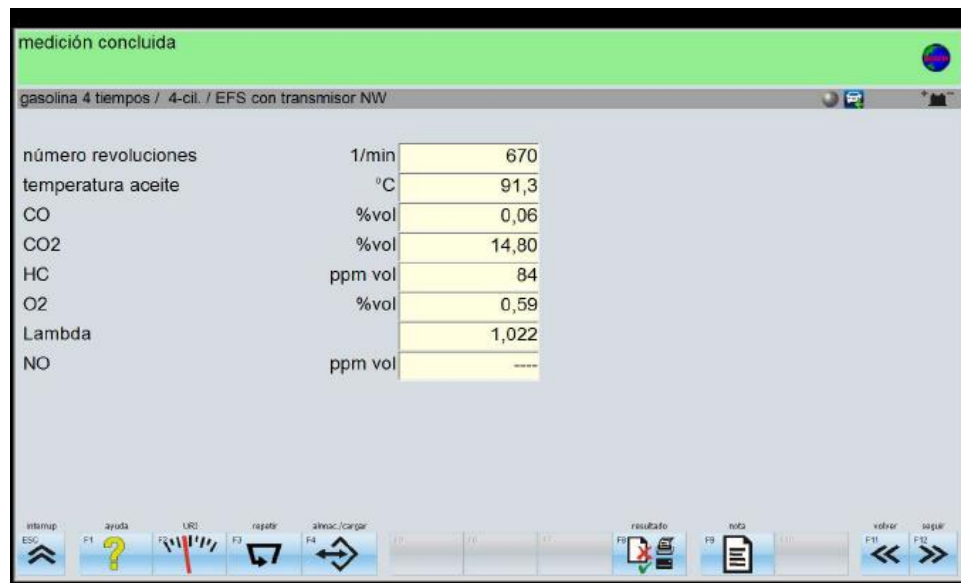 medición concluida
gasolina 4 tiempos / 4-cil. / EFS con transmisor NW
número revoluciones 1/min 670
temperatura aceite °C 91,3
CO %vol 0,06
CO2 %vol 14,80
HC ppm vol 84
O2 %vol 0,59
Lambda 1,022
NO ppm vol ----
interrup ayuda URI repetir almac./cargar resultado nota volver seguir
ESC F1 F2 F3 F4 F8 F9 F10 F11 F12